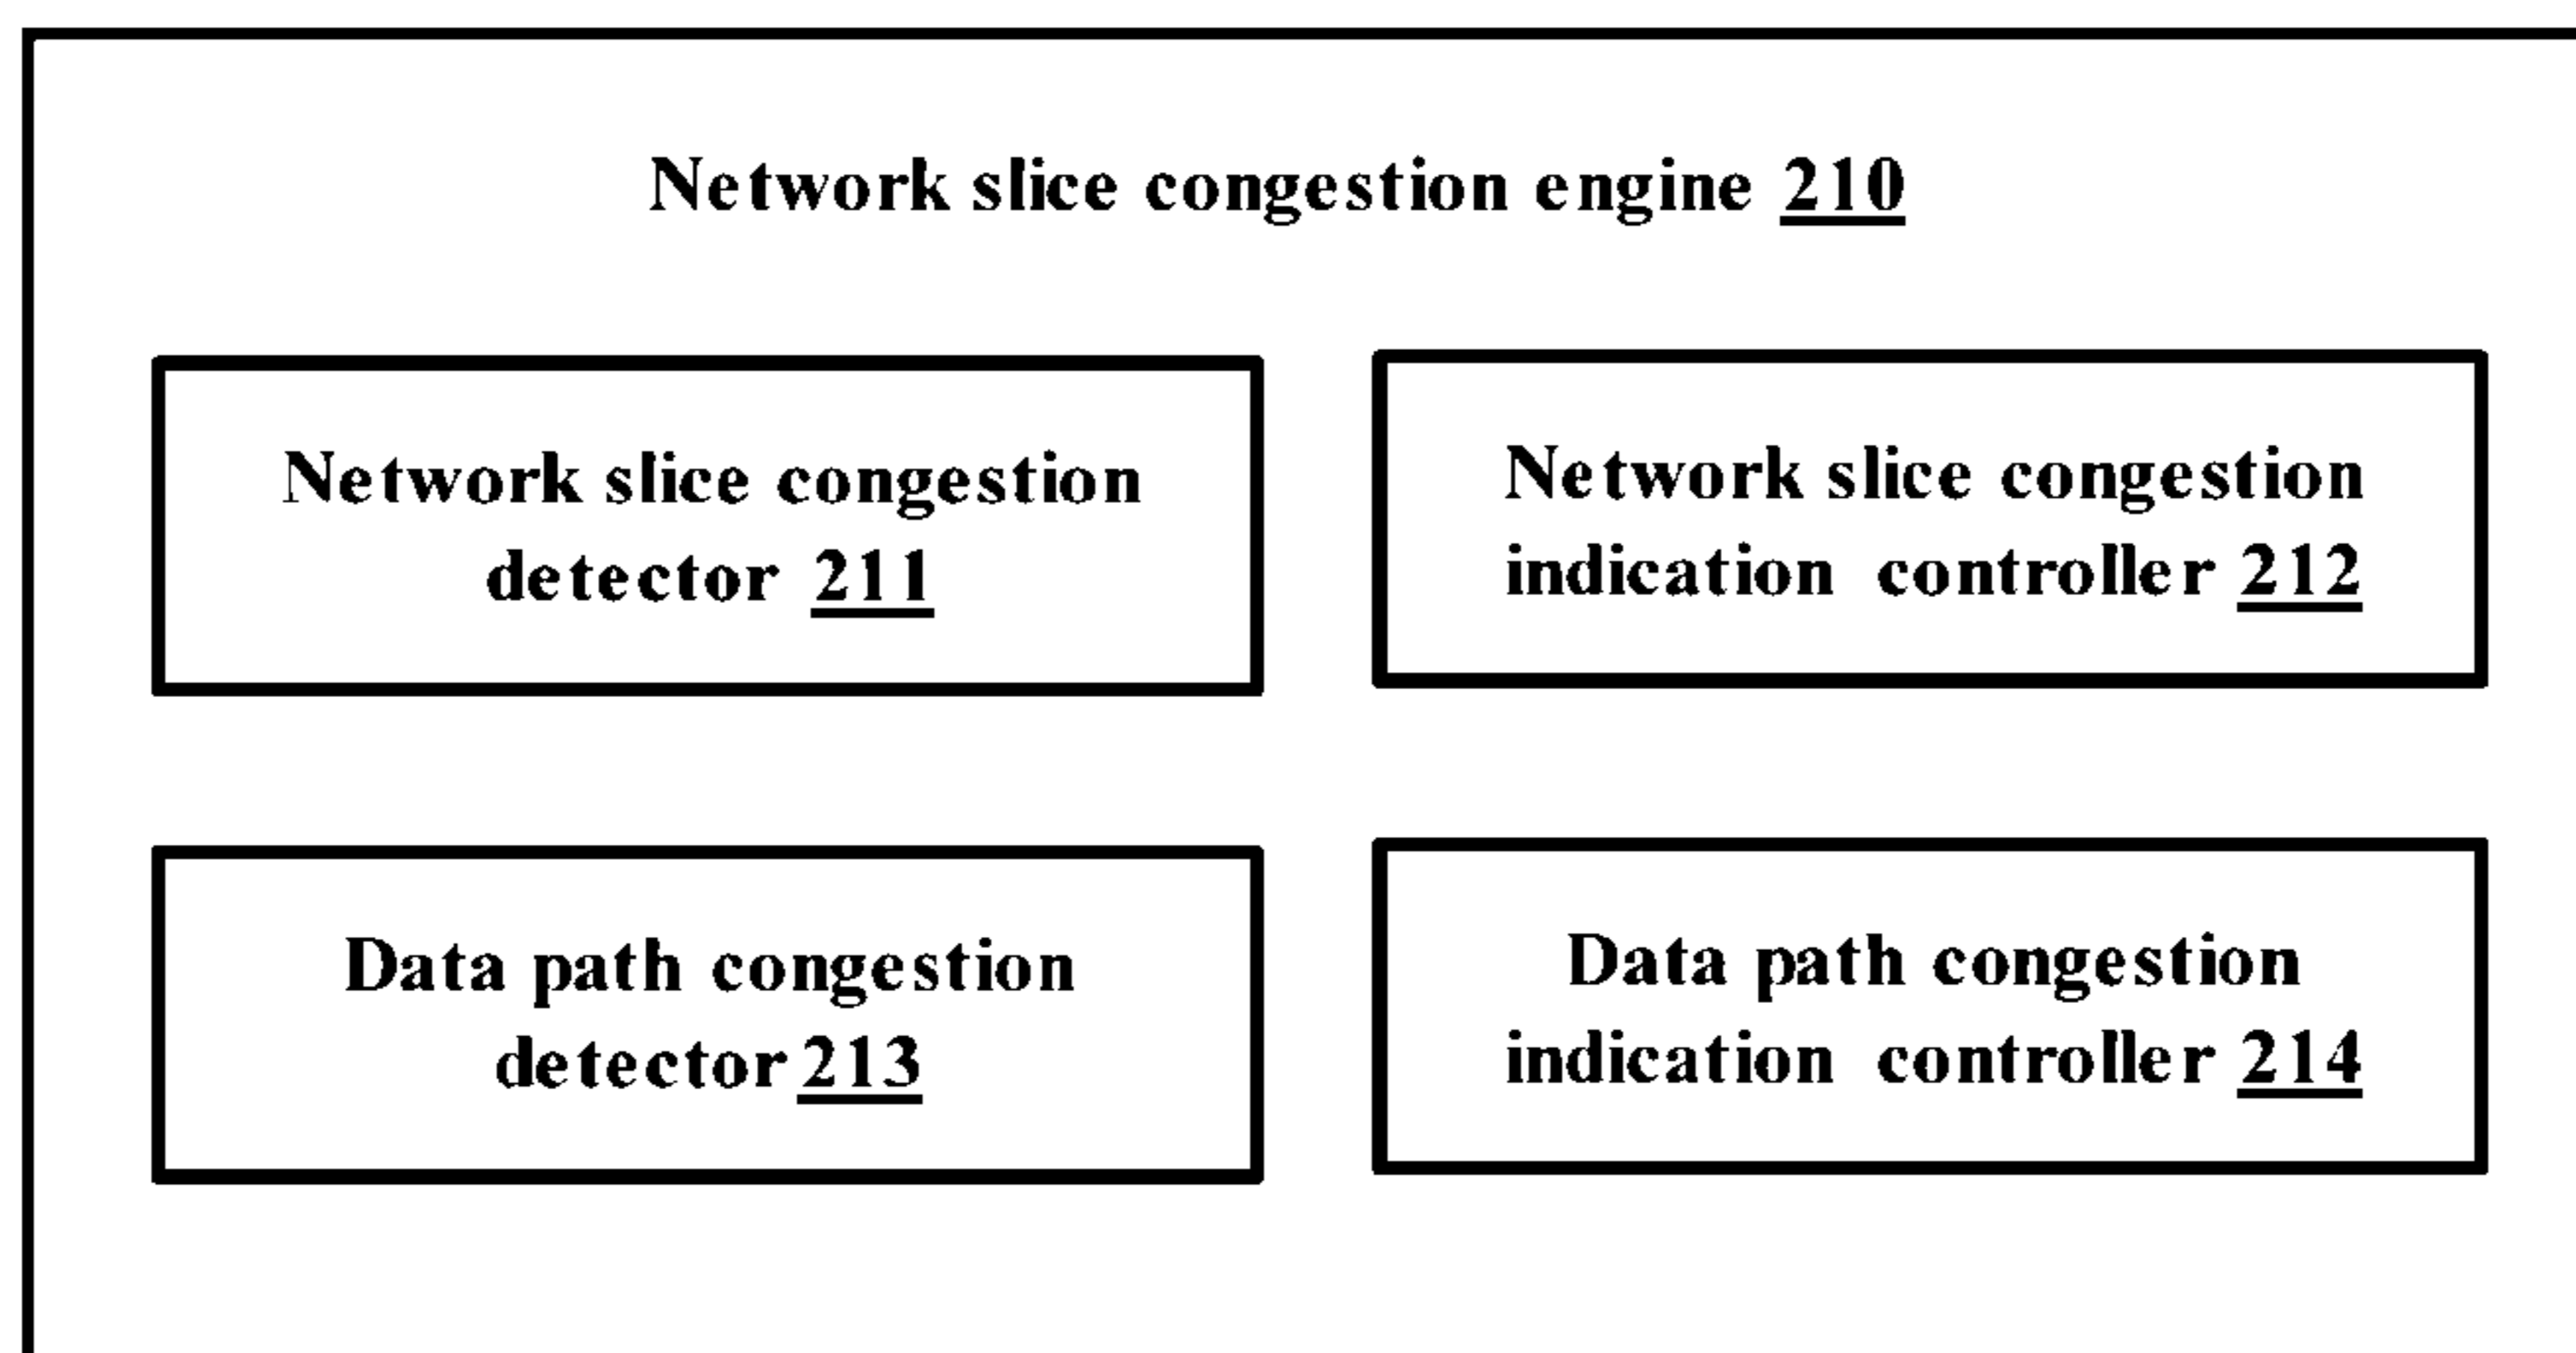 Network slice congestion engine 210
Network slice congestion
detector 211
Network slice congestion
indication controller 212
Data path congestion
detector 213
Data path congestion
indication controller 214